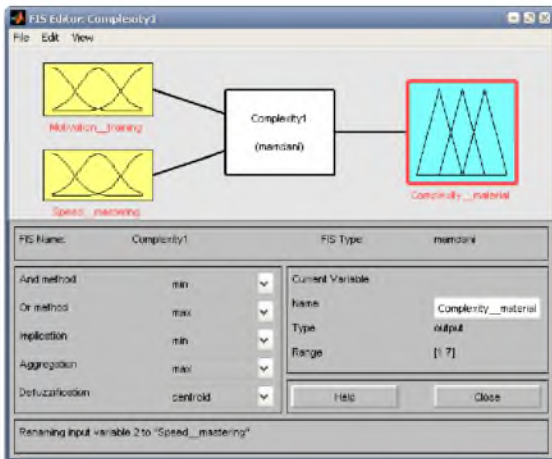 FIS Editor: Complexity1
File Edit View
Motivation__training
Complexity1
(mamdani)
Speed__mastering
Complexity__material
FIS Name: Complexity1 FIS Type: mamdani
And method min
Or method max
Implication min
Aggregation max
Defuzzification centroid
Current Variable
Name Complexity__material
Type output
Range [1 7]
Help Close
Renaming input variable 2 to "Speed__mastering"